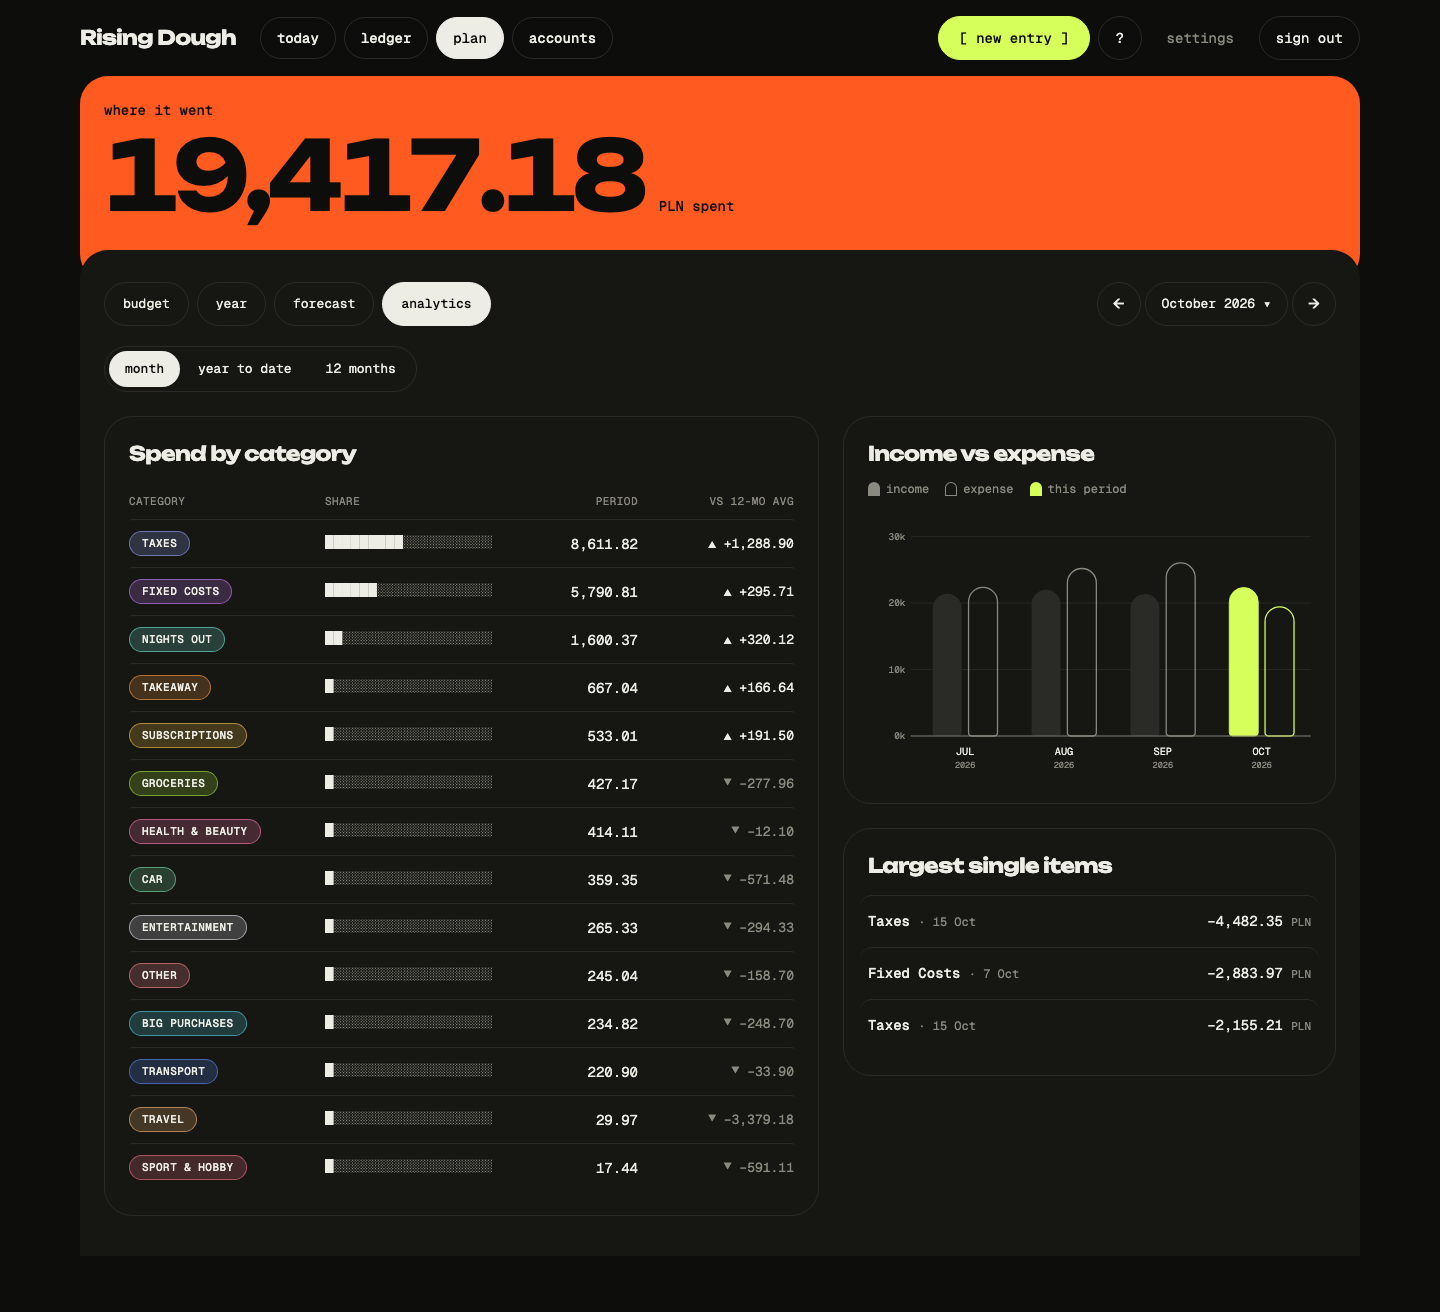 Rising Dough today ledger plan accounts [ new entry ] ? settings sign out
where it went
19,417.18 PLN spent
budget year forecast analytics ← October 2026 ▾ →
month year to date 12 months
Spend by category
CATEGORY SHARE PERIOD VS 12-MO AVG
TAXES 8,611.82 ▲ +1,288.90
FIXED COSTS 5,790.81 ▲ +295.71
NIGHTS OUT 1,600.37 ▲ +320.12
TAKEAWAY 667.04 ▲ +166.64
SUBSCRIPTIONS 533.01 ▲ +191.50
GROCERIES 427.17 ▼ −277.96
HEALTH & BEAUTY 414.11 ▼ −12.10
CAR 359.35 ▼ −571.48
ENTERTAINMENT 265.33 ▼ −294.33
OTHER 245.04 ▼ −158.70
BIG PURCHASES 234.82 ▼ −248.70
TRANSPORT 220.90 ▼ −33.90
TRAVEL 29.97 ▼ −3,379.18
SPORT & HOBBY 17.44 ▼ −591.11
Income vs expense
income expense this period
30k
20k
10k
0k
JUL AUG SEP OCT
2026 2026 2026 2026
Largest single items
Taxes · 15 Oct −4,482.35 PLN
Fixed Costs · 7 Oct −2,883.97 PLN
Taxes · 15 Oct −2,155.21 PLN